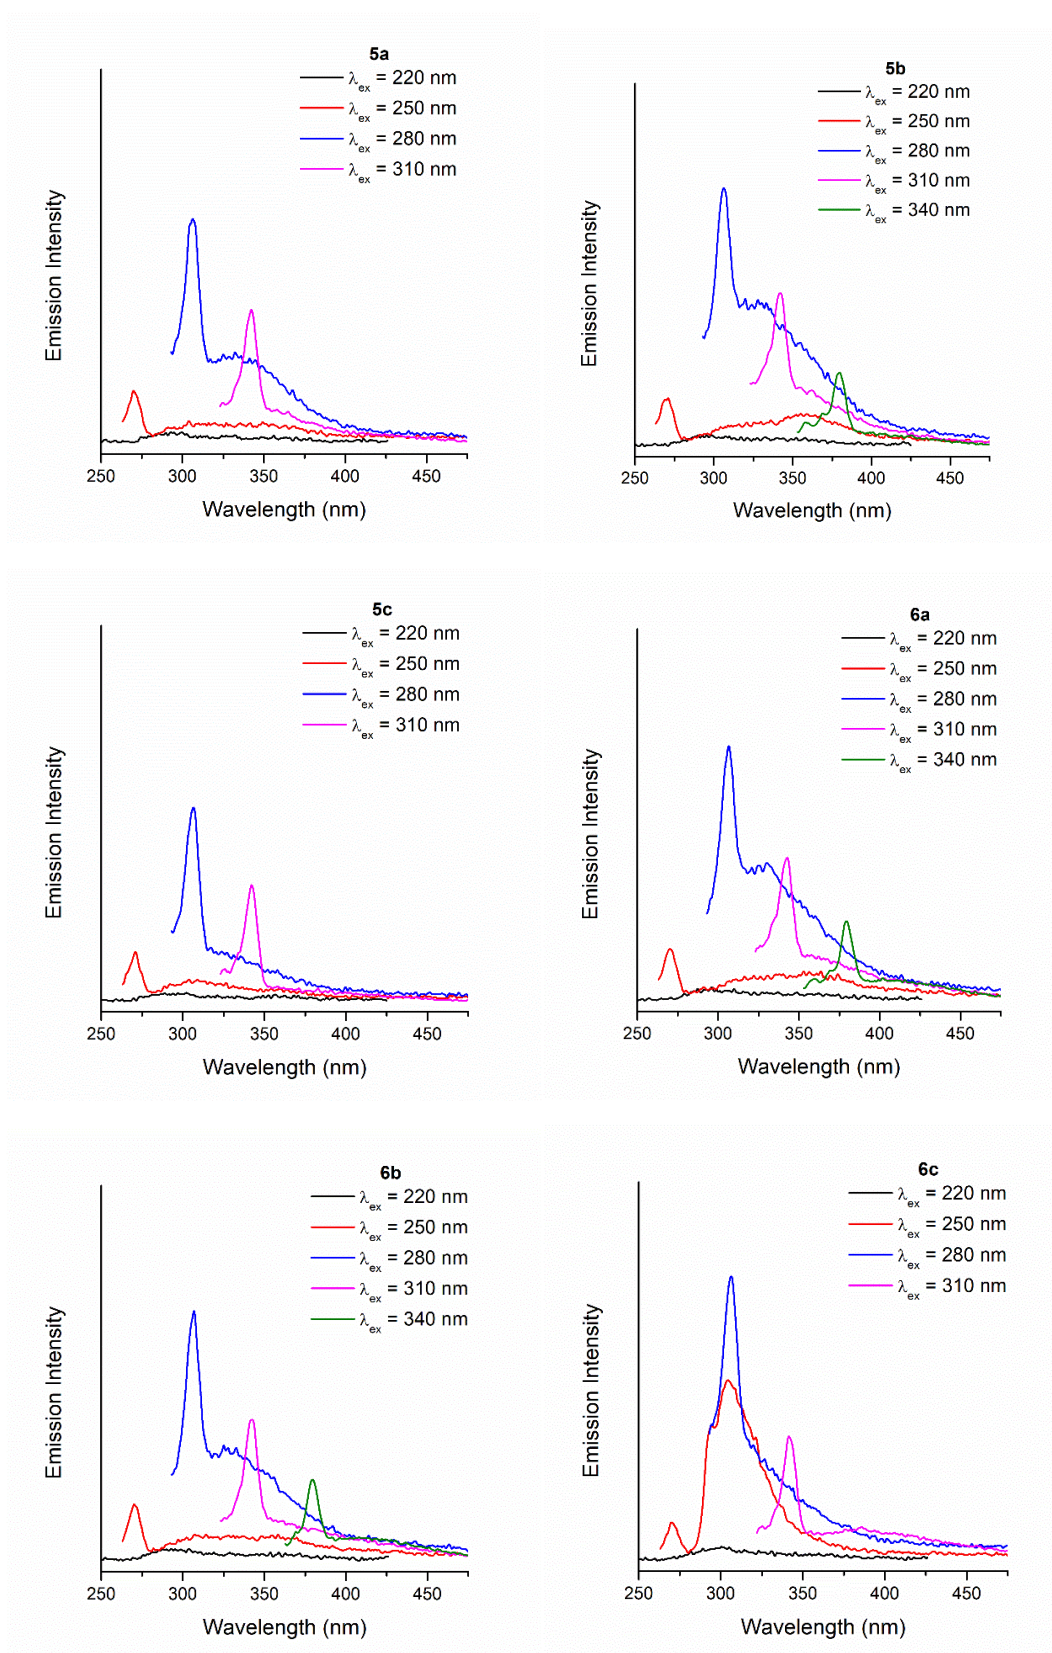 5a
λex = 220 nm
λex = 250 nm
λex = 280 nm
λex = 310 nm
Emission Intensity
250 300 350 400 450
Wavelength (nm)
5b
λex = 220 nm
λex = 250 nm
λex = 280 nm
λex = 310 nm
λex = 340 nm
Emission Intensity
250 300 350 400 450
Wavelength (nm)
5c
λex = 220 nm
λex = 250 nm
λex = 280 nm
λex = 310 nm
Emission Intensity
250 300 350 400 450
Wavelength (nm)
6a
λex = 220 nm
λex = 250 nm
λex = 280 nm
λex = 310 nm
λex = 340 nm
Emission Intensity
250 300 350 400 450
Wavelength (nm)
6b
λex = 220 nm
λex = 250 nm
λex = 280 nm
λex = 310 nm
λex = 340 nm
Emission Intensity
250 300 350 400 450
Wavelength (nm)
6c
λex = 220 nm
λex = 250 nm
λex = 280 nm
λex = 310 nm
Emission Intensity
250 300 350 400 450
Wavelength (nm)